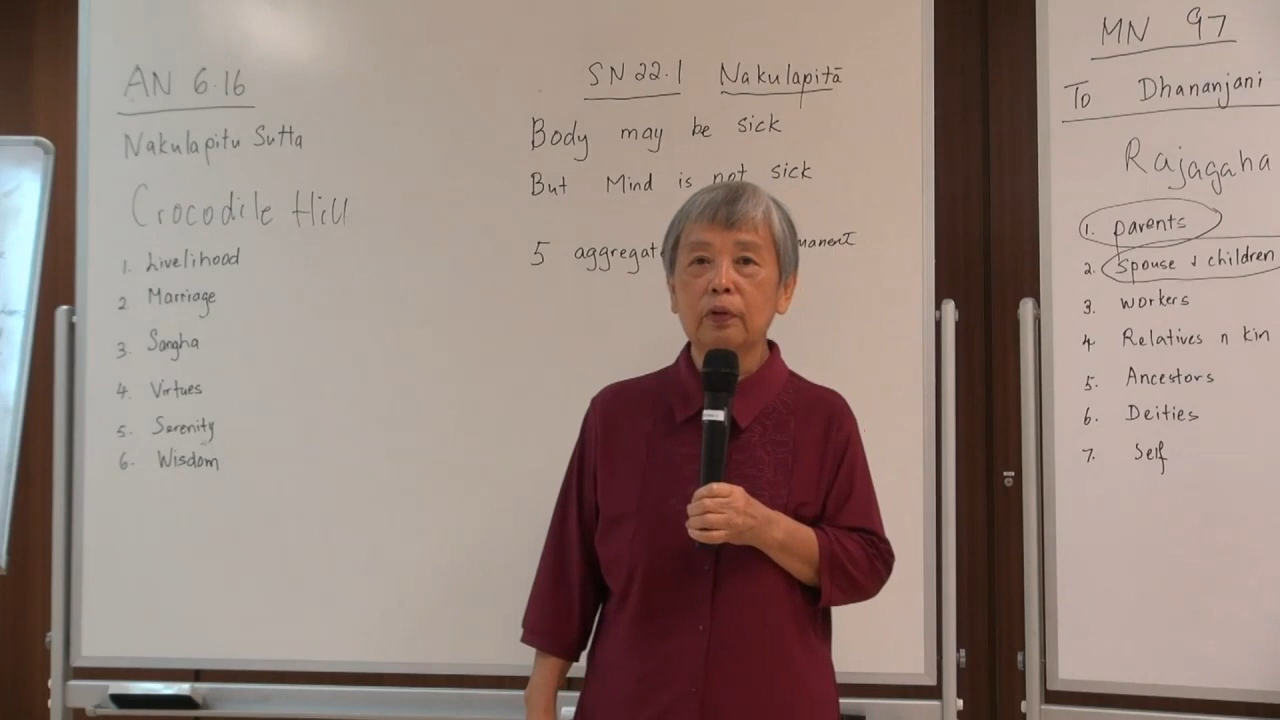 AN 6.16
Nakulapitu Sutta
Crocodile Hill
1. Livelihood
2 Marriage
3. Sangha
4. Virtues
5. Serenity
6. Wisdom
SN 22.1 Nakulapitā
Body may be sick
But Mind is not sick
5
MN 97
To Dhananjani
Rajagaha
1. parents
2. spouse & children
3. workers
4 Relatives n kin
5. Ancestors
6. Deities
7. Self